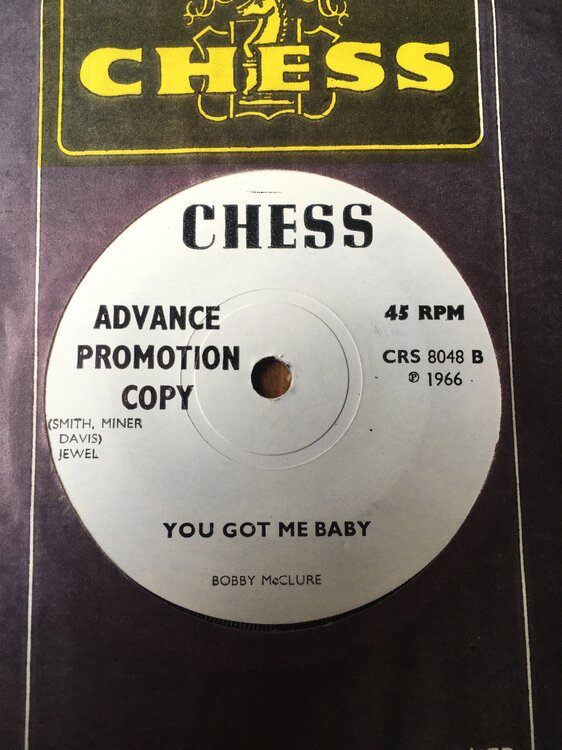 CHESS
CHESS
ADVANCE
PROMOTION
COPY
45 RPM
CRS 8048 B
℗ 1966
(SMITH, MINER
DAVIS)
JEWEL
YOU GOT ME BABY
BOBBY McCLURE